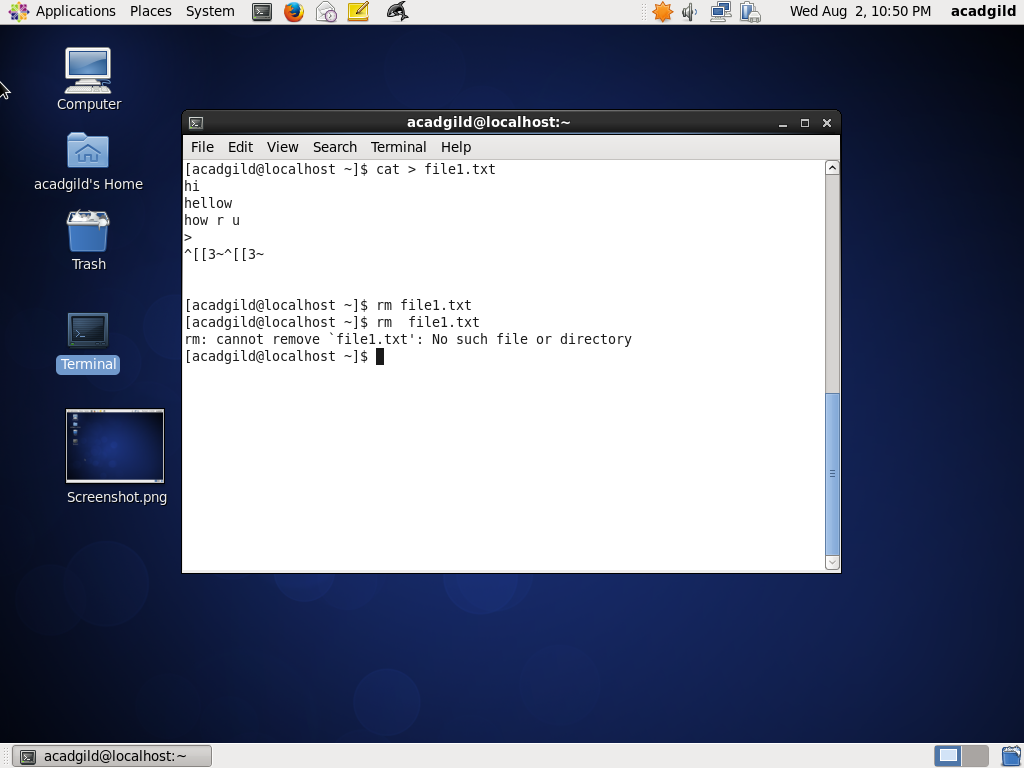 Applications Places System Wed Aug 2, 10:50 PM acadgild
Computer
acadgild's Home
Trash
Terminal
Screenshot.png
acadgild@localhost:~
File Edit View Search Terminal Help
[acadgild@localhost ~]$ cat > file1.txt
hi
hellow
how r u
>
^[[3~^[[3~
[acadgild@localhost ~]$ rm file1.txt
[acadgild@localhost ~]$ rm  file1.txt
rm: cannot remove `file1.txt': No such file or directory
[acadgild@localhost ~]$
acadgild@localhost:~